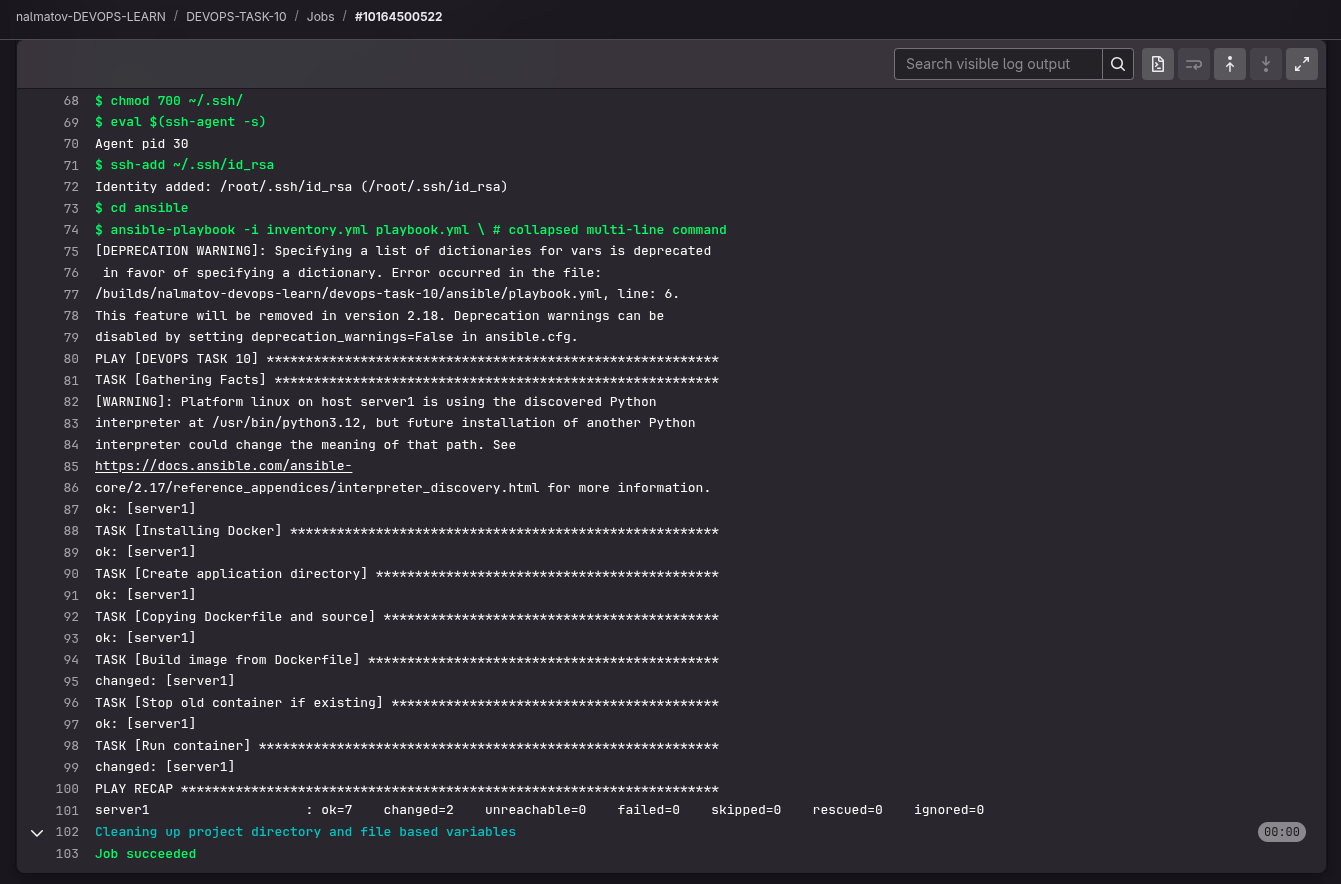 nalmatov-DEVOPS-LEARN / DEVOPS-TASK-10 / Jobs / #10164500522
Search visible log output
68 $ chmod 700 ~/.ssh/
69 $ eval $(ssh-agent -s)
70 Agent pid 30
71 $ ssh-add ~/.ssh/id_rsa
72 Identity added: /root/.ssh/id_rsa (/root/.ssh/id_rsa)
73 $ cd ansible
74 $ ansible-playbook -i inventory.yml playbook.yml \ # collapsed multi-line command
75 [DEPRECATION WARNING]: Specifying a list of dictionaries for vars is deprecated
76  in favor of specifying a dictionary. Error occurred in the file:
77 /builds/nalmatov-devops-learn/devops-task-10/ansible/playbook.yml, line: 6.
78 This feature will be removed in version 2.18. Deprecation warnings can be
79 disabled by setting deprecation_warnings=False in ansible.cfg.
80 PLAY [DEVOPS TASK 10] **********************************************************
81 TASK [Gathering Facts] *********************************************************
82 [WARNING]: Platform linux on host server1 is using the discovered Python
83 interpreter at /usr/bin/python3.12, but future installation of another Python
84 interpreter could change the meaning of that path. See
85 https://docs.ansible.com/ansible-
86 core/2.17/reference_appendices/interpreter_discovery.html for more information.
87 ok: [server1]
88 TASK [Installing Docker] *******************************************************
89 ok: [server1]
90 TASK [Create application directory] ********************************************
91 ok: [server1]
92 TASK [Copying Dockerfile and source] *******************************************
93 ok: [server1]
94 TASK [Build image from Dockerfile] *********************************************
95 changed: [server1]
96 TASK [Stop old container if existing] ******************************************
97 ok: [server1]
98 TASK [Run container] ***********************************************************
99 changed: [server1]
100 PLAY RECAP *********************************************************************
101 server1                    : ok=7    changed=2    unreachable=0    failed=0    skipped=0    rescued=0    ignored=0
102 Cleaning up project directory and file based variables 00:00
103 Job succeeded